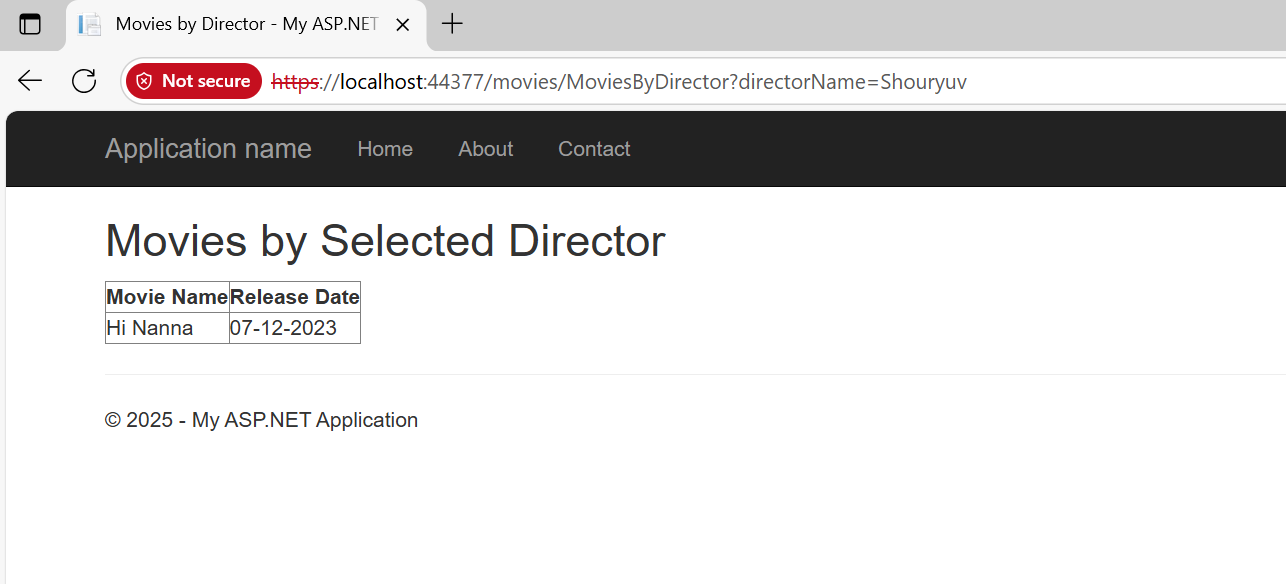 Movies by Director - My ASP.NET
Not secure https://localhost:44377/movies/MoviesByDirector?directorName=Shouryuv
Application name Home About Contact
Movies by Selected Director
Movie Name Release Date
Hi Nanna 07-12-2023
© 2025 - My ASP.NET Application